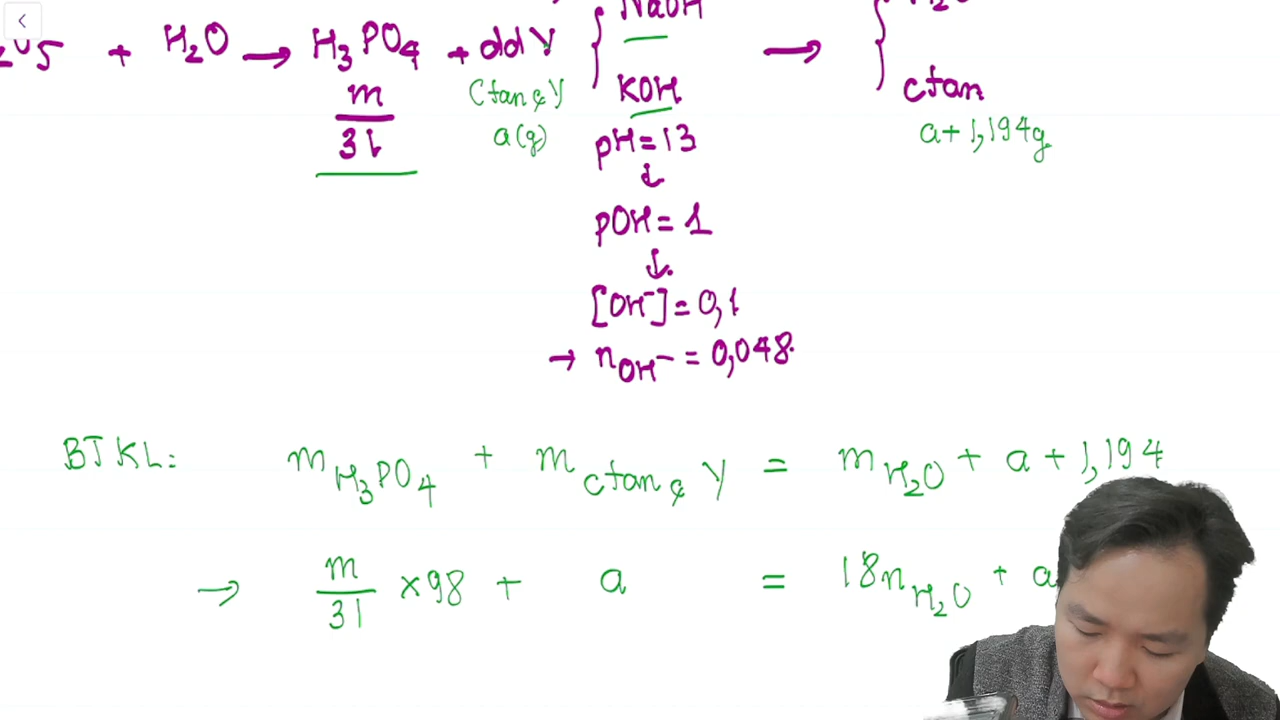 NaOH
+ H₂O → H₃PO₄ + dd Y { → { 
KOH ctan
m/31 Ctan ¢ Y
a(g) pH = 13 a + 1,194g
↓
pOH = 1
↓
[OH⁻] = 0,1
→ nOH⁻ = 0,048
BTKL: mH₃PO₄ + mctan ¢ Y = mH₂O + a + 1,194
→ m/31 × 98 + a = 18nH₂O + a